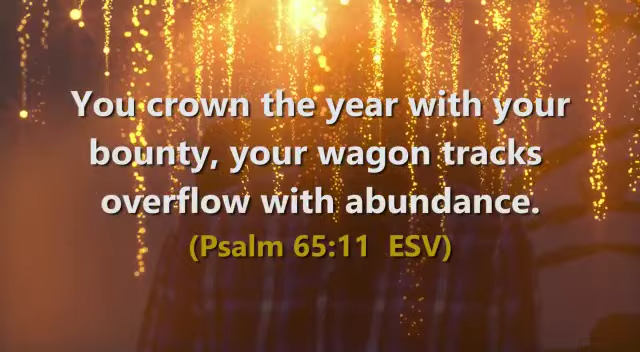 You crown the year with your
bounty, your wagon tracks
overflow with abundance.
(Psalm 65:11 ESV)